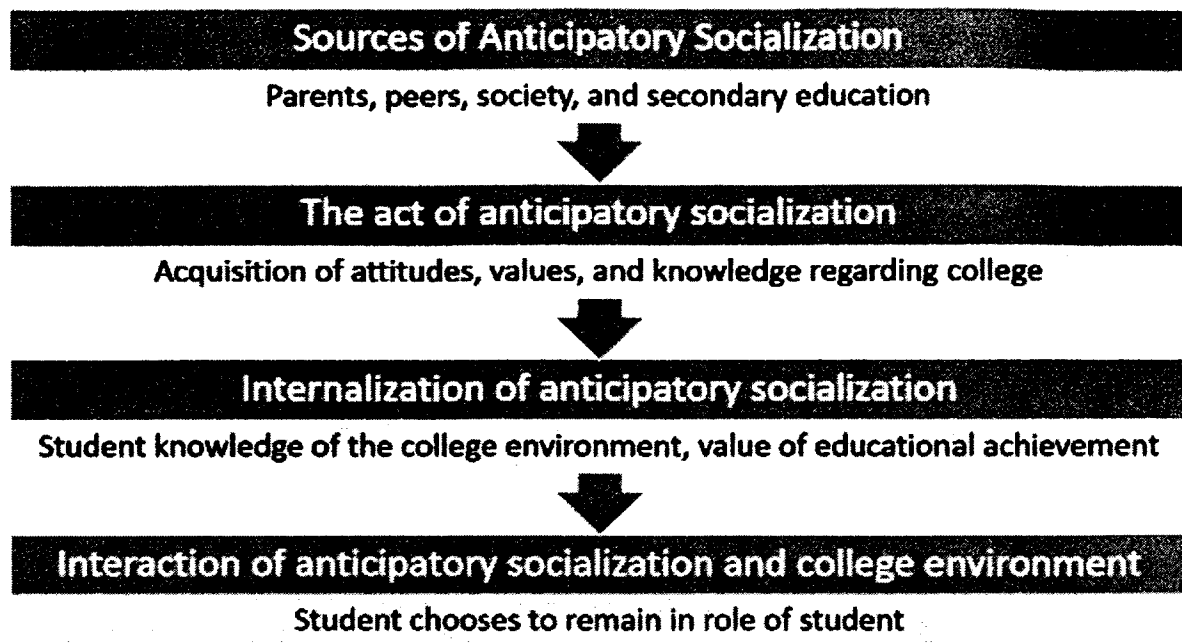 Sources of Anticipatory Socialization
Parents, peers, society, and secondary education
The act of anticipatory socialization
Acquisition of attitudes, values, and knowledge regarding college
Internalization of anticipatory socialization
Student knowledge of the college environment, value of educational achievement
Interaction of anticipatory socialization and college environment
Student chooses to remain in role of student